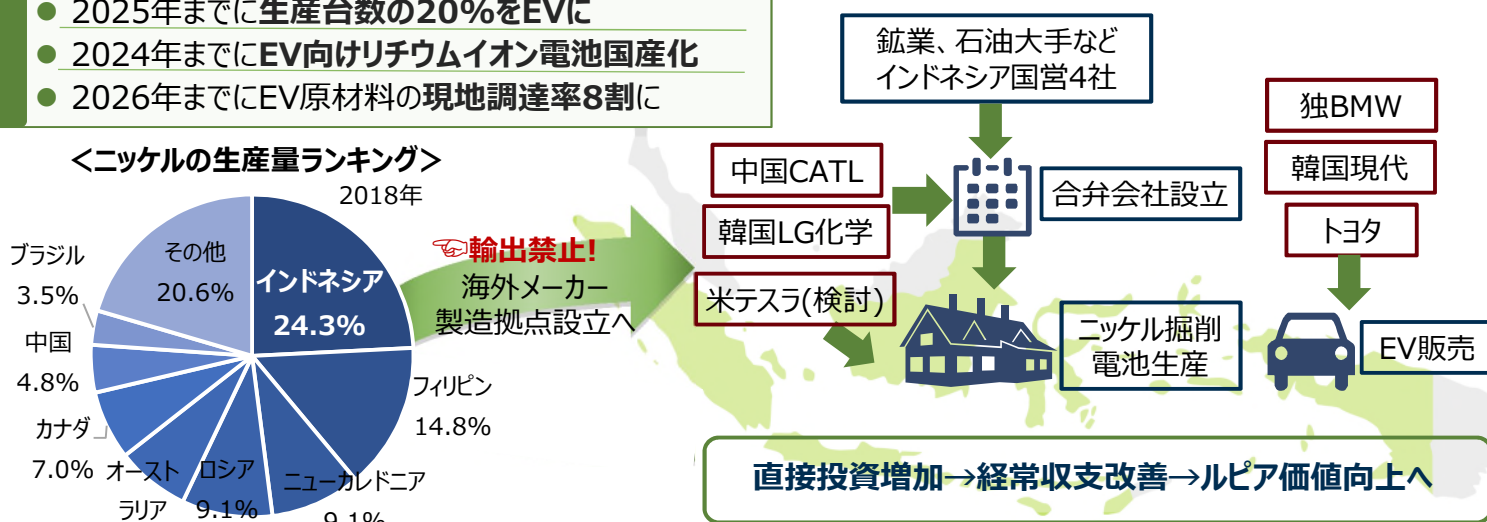 ● 2025年までに生産台数の20%をEVに
● 2024年までにEV向けリチウムイオン電池国産化
● 2026年までにEV原材料の現地調達率8割に
＜ニッケルの生産量ランキング＞
2018年
インドネシア
24.3%
フィリピン
14.8%
ニューカレドニア
9.1%
ロシア
9.1%
オースト
ラリア
カナダ
7.0%
中国
4.8%
ブラジル
3.5%
その他
20.6%
☜輸出禁止!
海外メーカー
製造拠点設立へ
鉱業、石油大手など
インドネシア国営4社
中国CATL
韓国LG化学
米テスラ(検討)
合弁会社設立
ニッケル掘削
電池生産
独BMW
韓国現代
トヨタ
EV販売
直接投資増加→経常収支改善→ルピア価値向上へ